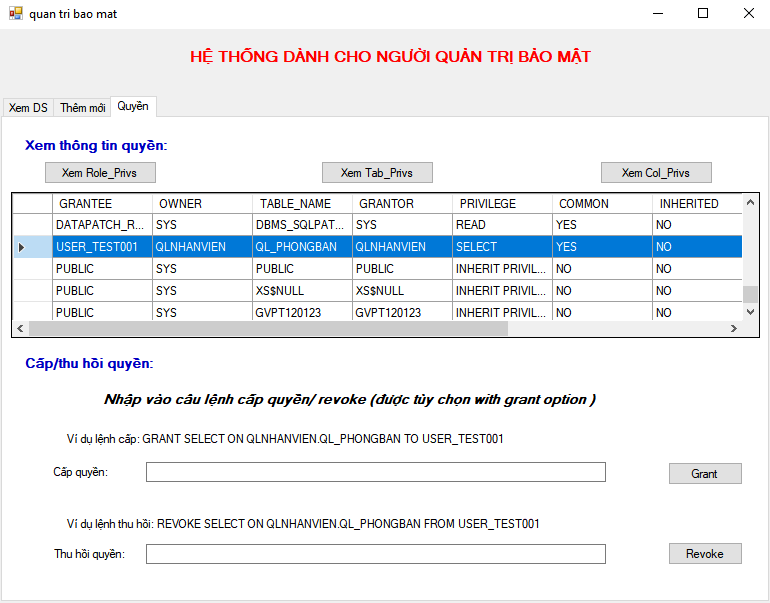 quan tri bao mat
HỆ THỐNG DÀNH CHO NGƯỜI QUẢN TRỊ BẢO MẬT
Xem DS Thêm mới Quyền
Xem thông tin quyền:
Xem Role_Privs Xem Tab_Privs Xem Col_Privs
GRANTEE OWNER TABLE_NAME GRANTOR PRIVILEGE COMMON INHERITED
DATAPATCH_R... SYS DBMS_SQLPAT... SYS READ YES NO
USER_TEST001 QLNHANVIEN QL_PHONGBAN QLNHANVIEN SELECT YES NO
PUBLIC SYS PUBLIC PUBLIC INHERIT PRIVIL... NO NO
PUBLIC SYS XS$NULL XS$NULL INHERIT PRIVIL... NO NO
PUBLIC SYS GVPT120123 GVPT120123 INHERIT PRIVIL... NO NO
Cấp/thu hồi quyền:
Nhập vào câu lệnh cấp quyền/ revoke (được tùy chọn with grant option )
Ví dụ lệnh cấp: GRANT SELECT ON QLNHANVIEN.QL_PHONGBAN TO USER_TEST001
Cấp quyền: Grant
Ví dụ lệnh thu hồi: REVOKE SELECT ON QLNHANVIEN.QL_PHONGBAN FROM USER_TEST001
Thu hồi quyền: Revoke